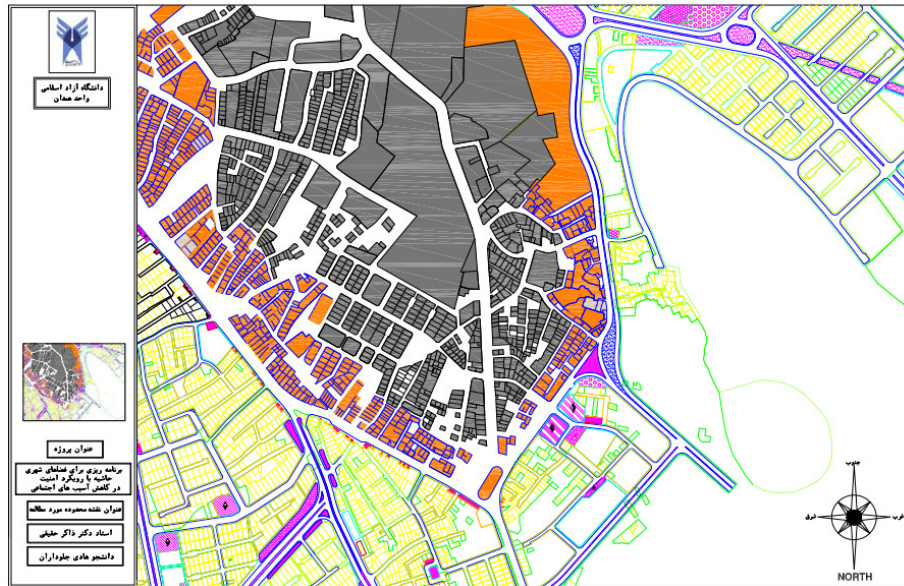 دانشگاه آزاد اسلامی
واحد همدان
عنوان پروژه
برنامه ریزی برای فضاهای شهری
حاشیه با رویکرد امنیت
در کاهش آسیب های اجتماعی
عنوان نقشه محدوده مورد مطالعه
استاد دکتر ذاکر حقیقی
دانشجو هادی جلوداران
جنوب
شرق
غرب
NORTH